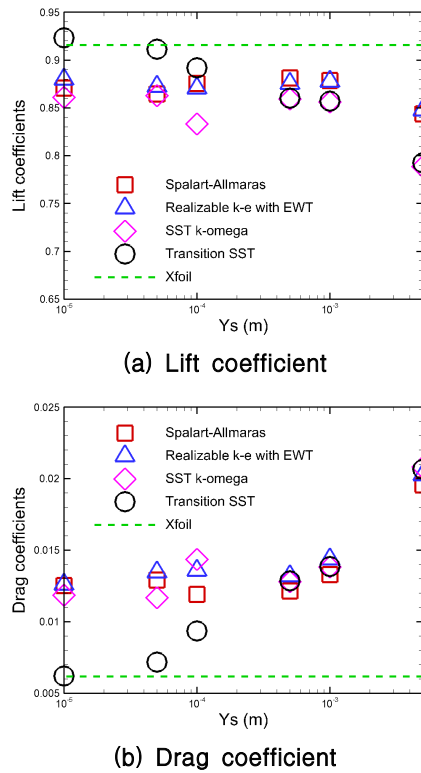 0.95
0.9
0.85
0.8
0.75
0.7
0.65
Lift coefficients
Spalart-Allmaras
Realizable k-e with EWT
SST k-omega
Transition SST
Xfoil
10⁻⁵ 10⁻⁴ 10⁻³
Ys (m)
(a) Lift coefficient
0.025
0.02
0.015
0.01
0.005
Drag coefficients
Spalart-Allmaras
Realizable k-e with EWT
SST k-omega
Transition SST
Xfoil
10⁻⁵ 10⁻⁴ 10⁻³
Ys (m)
(b) Drag coefficient